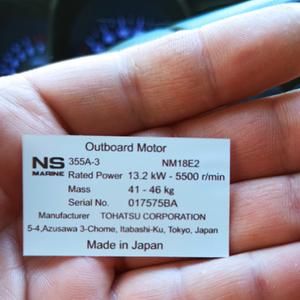 Outboard Motor
NS MARINE 355A-3 NM18E2
Rated Power 13.2 kW - 5500 r/min
Mass 41 - 46 kg
Serial No. 017575BA
Manufacturer TOHATSU CORPORATION
5-4,Azusawa 3-Chome, Itabashi-Ku, Tokyo, Japan
Made in Japan